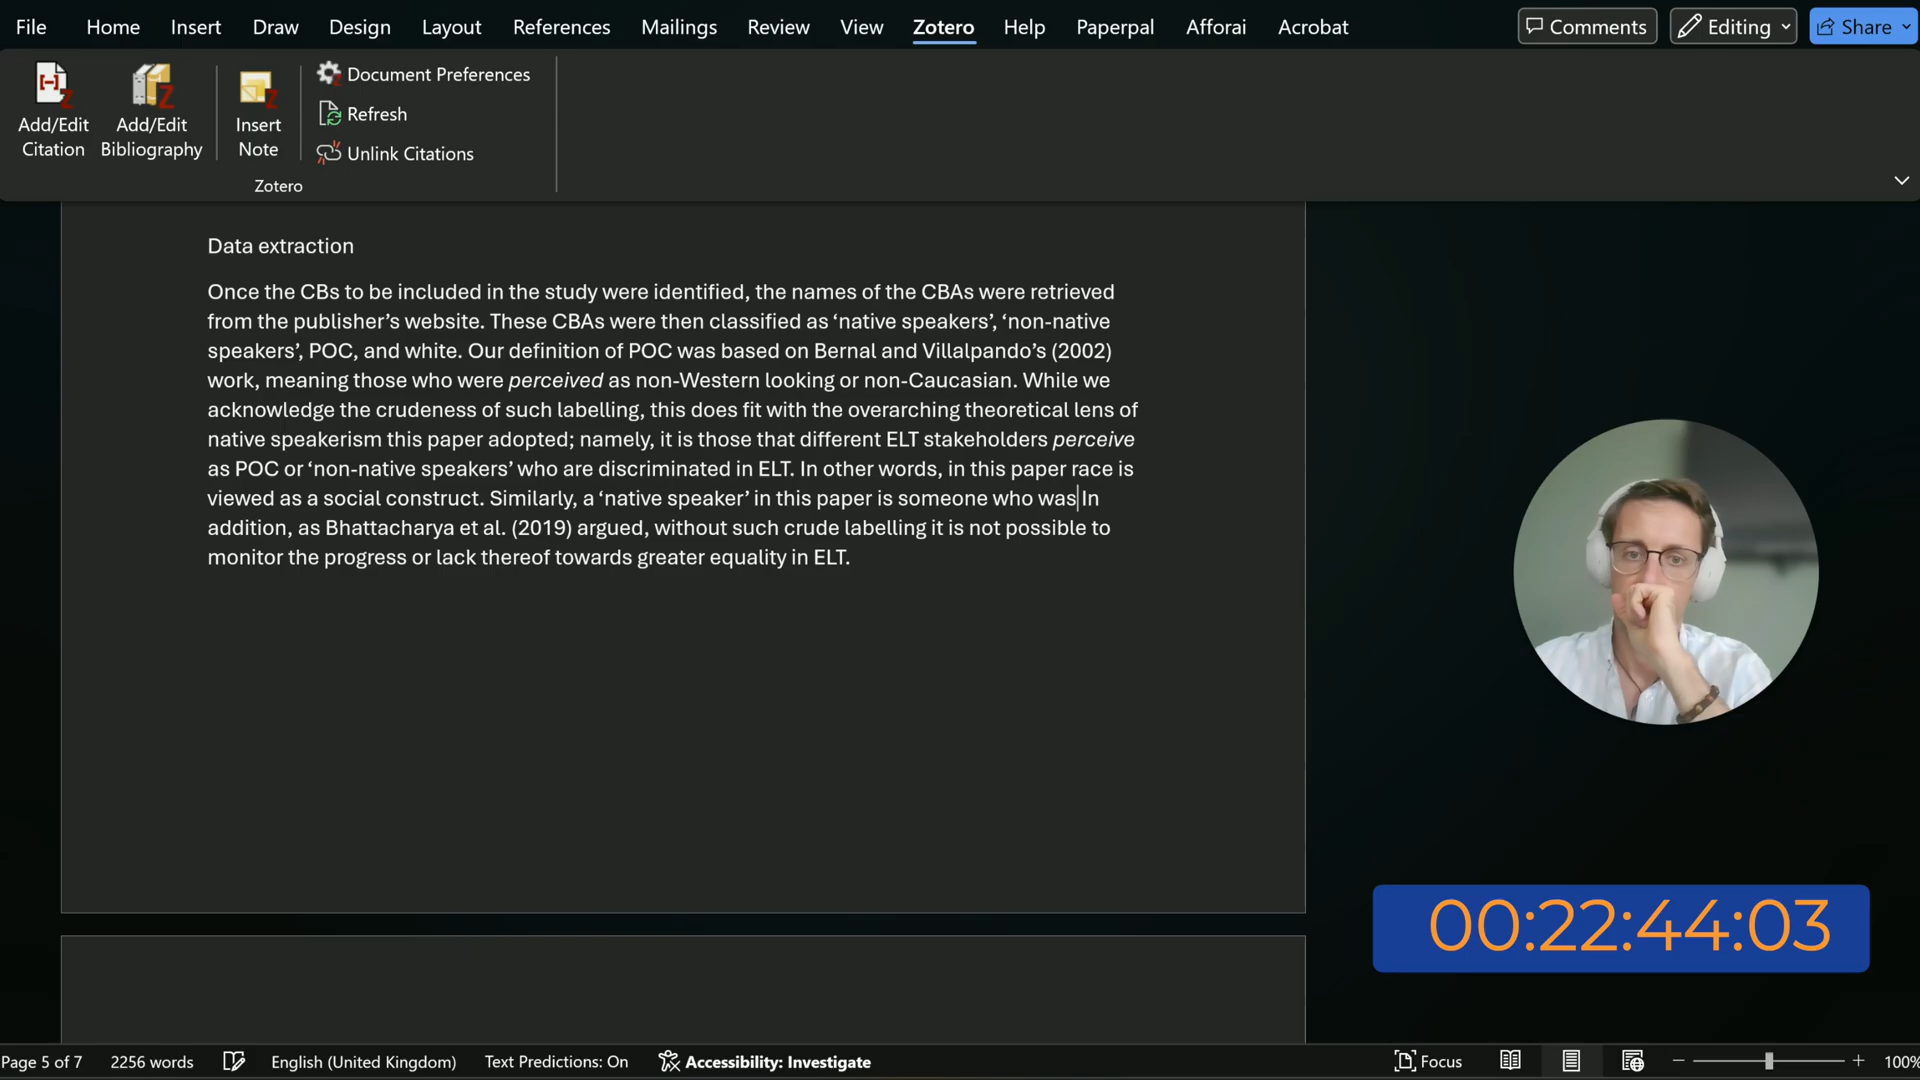 File Home Insert Draw Design Layout References Mailings Review View Zotero Help Paperpal Afforai Acrobat Comments Editing Share
Add/Edit Citation
Add/Edit Bibliography
Insert Note
Document Preferences
Refresh
Unlink Citations
Zotero
Data extraction
Once the CBs to be included in the study were identified, the names of the CBAs were retrieved
from the publisher’s website. These CBAs were then classified as ‘native speakers’, ‘non-native
speakers’, POC, and white. Our definition of POC was based on Bernal and Villalpando’s (2002)
work, meaning those who were perceived as non-Western looking or non-Caucasian. While we
acknowledge the crudeness of such labelling, this does fit with the overarching theoretical lens of
native speakerism this paper adopted; namely, it is those that different ELT stakeholders perceive
as POC or ‘non-native speakers’ who are discriminated in ELT. In other words, in this paper race is
viewed as a social construct. Similarly, a ‘native speaker’ in this paper is someone who was In
addition, as Bhattacharya et al. (2019) argued, without such crude labelling it is not possible to
monitor the progress or lack thereof towards greater equality in ELT.
00:22:44:03
Page 5 of 7 2256 words English (United Kingdom) Text Predictions: On Accessibility: Investigate Focus 100%